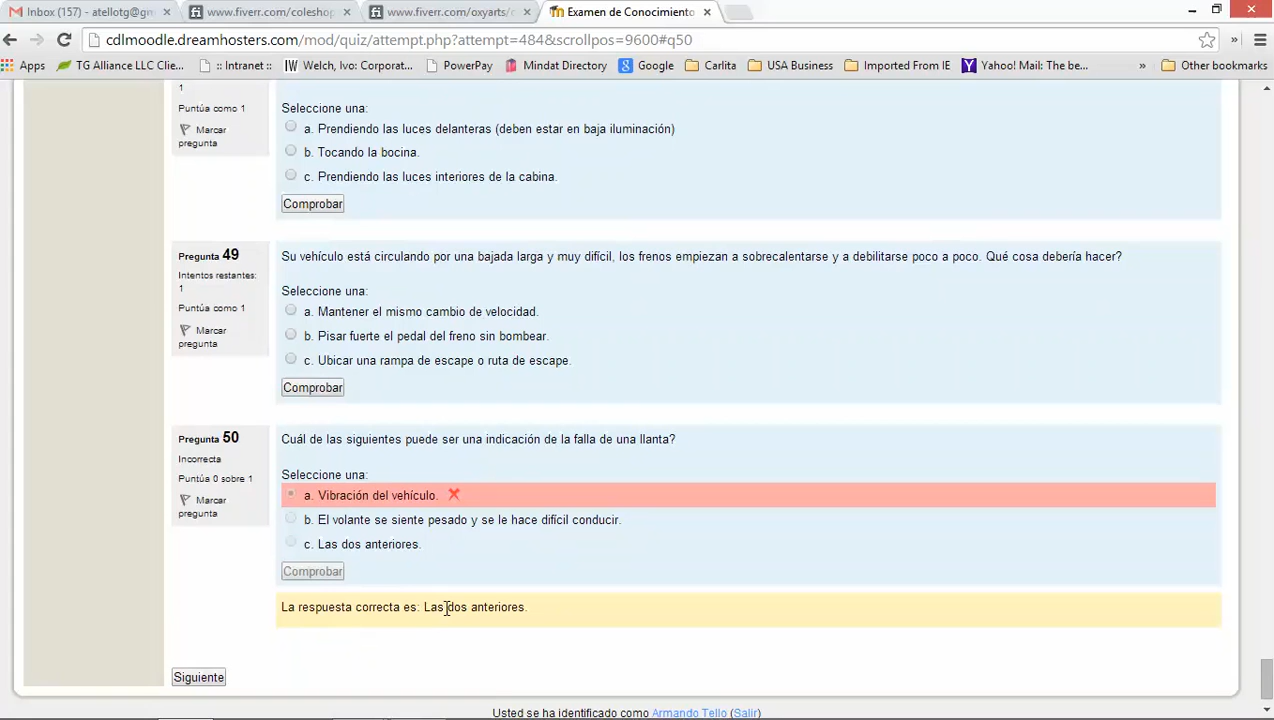 Inbox (157) - atellotg@gm
www.fiverr.com/coleshop
www.fiverr.com/oxyarts/c
Examen de Conocimiento
cdlmoodle.dreamhosters.com/mod/quiz/attempt.php?attempt=484&scrollpos=9600#q50
Apps
TG Alliance LLC Clie...
:: Intranet ::
Welch, Ivo: Corporat...
PowerPay
Mindat Directory
Google
Carlita
USA Business
Imported From IE
Yahoo! Mail: The be...
»
Other bookmarks
1
Puntúa como 1
Marcar
pregunta
Seleccione una:
a. Prendiendo las luces delanteras (deben estar en baja iluminación)
b. Tocando la bocina.
c. Prendiendo las luces interiores de la cabina.
Comprobar
Pregunta 49
Intentos restantes:
1
Puntúa como 1
Marcar
pregunta
Su vehículo está circulando por una bajada larga y muy difícil, los frenos empiezan a sobrecalentarse y a debilitarse poco a poco. Qué cosa debería hacer?
Seleccione una:
a. Mantener el mismo cambio de velocidad.
b. Pisar fuerte el pedal del freno sin bombear.
c. Ubicar una rampa de escape o ruta de escape.
Comprobar
Pregunta 50
Incorrecta
Puntúa 0 sobre 1
Marcar
pregunta
Cuál de las siguientes puede ser una indicación de la falla de una llanta?
Seleccione una:
a. Vibración del vehículo.
b. El volante se siente pesado y se le hace difícil conducir.
c. Las dos anteriores.
Comprobar
La respuesta correcta es: Las dos anteriores.
Siguiente
Usted se ha identificado como Armando Tello (Salir)